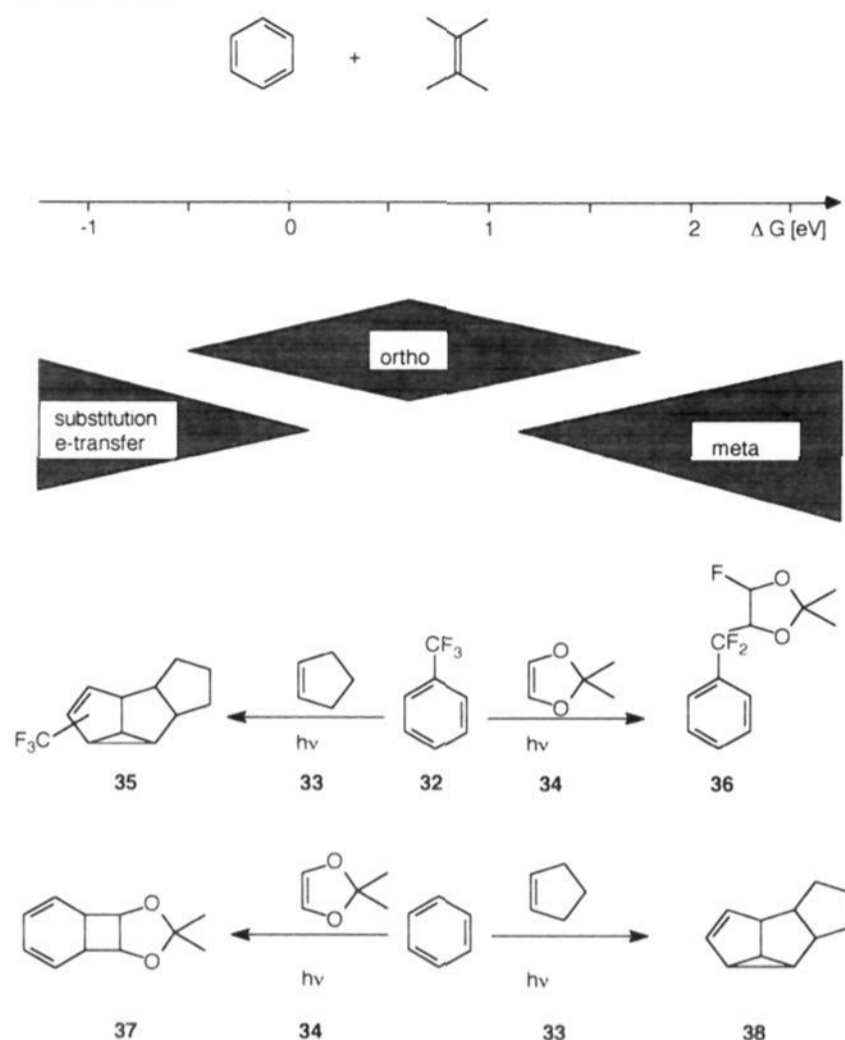 +
-1 0 1 2 Δ G [eV]
ortho
substitution
e-transfer
meta
F O
O
CF3 CF2
O
O
F3C
hν hν
35 33 32 34 36
O
O
O
O
hν hν
37 34 33 38